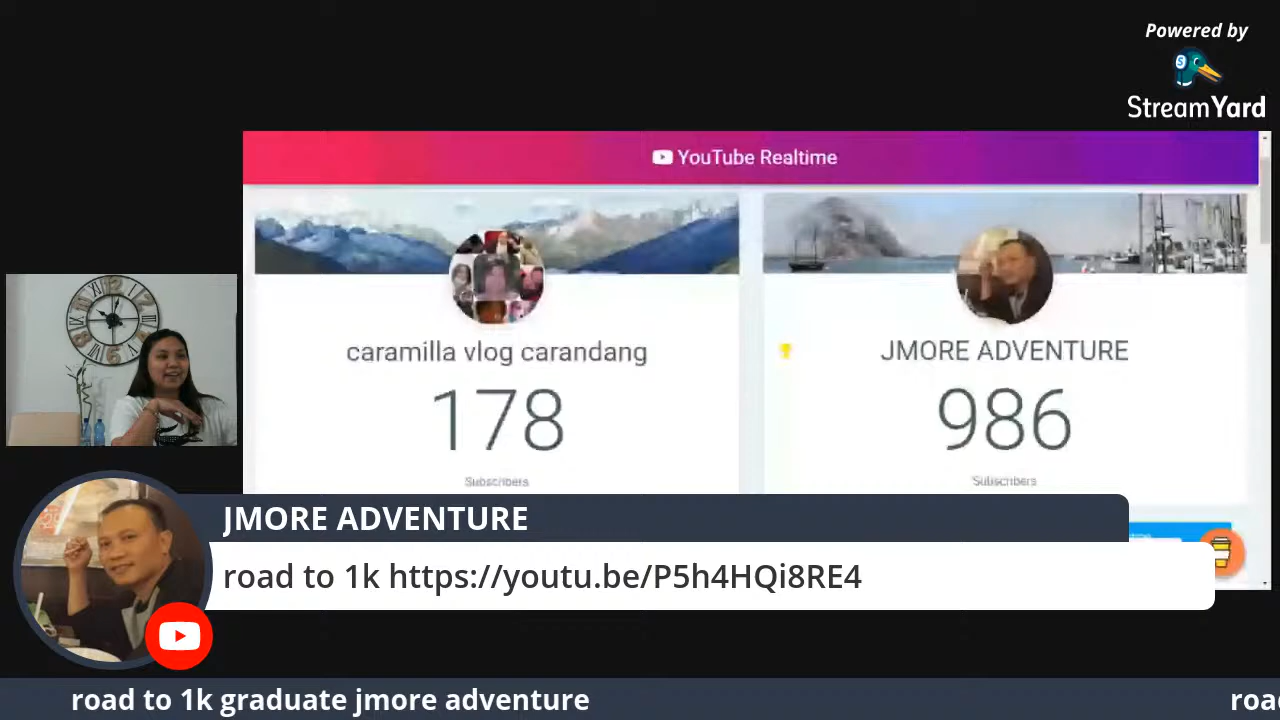 Powered by
StreamYard
YouTube Realtime
caramilla vlog carandang
178
Subscribers
JMORE ADVENTURE
986
Subscribers
JMORE ADVENTURE
road to 1k https://youtu.be/P5h4HQi8RE4
road to 1k graduate jmore adventure
roa